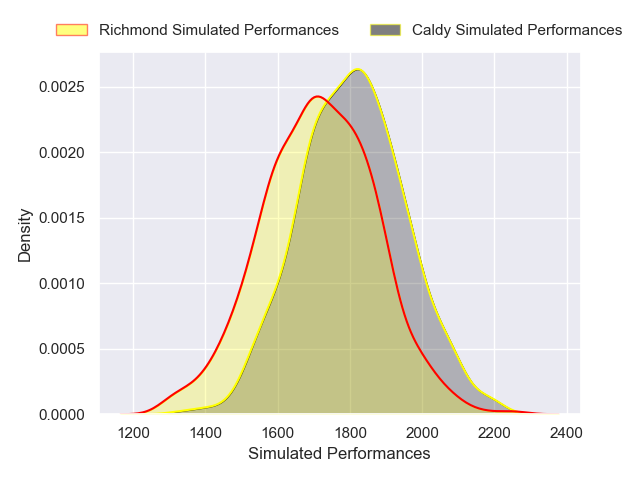 Richmond Simulated Performances
Caldy Simulated Performances
0.0025
0.0020
0.0015
0.0010
0.0005
0.0000
Density
1200 1400 1600 1800 2000 2200 2400
Simulated Performances